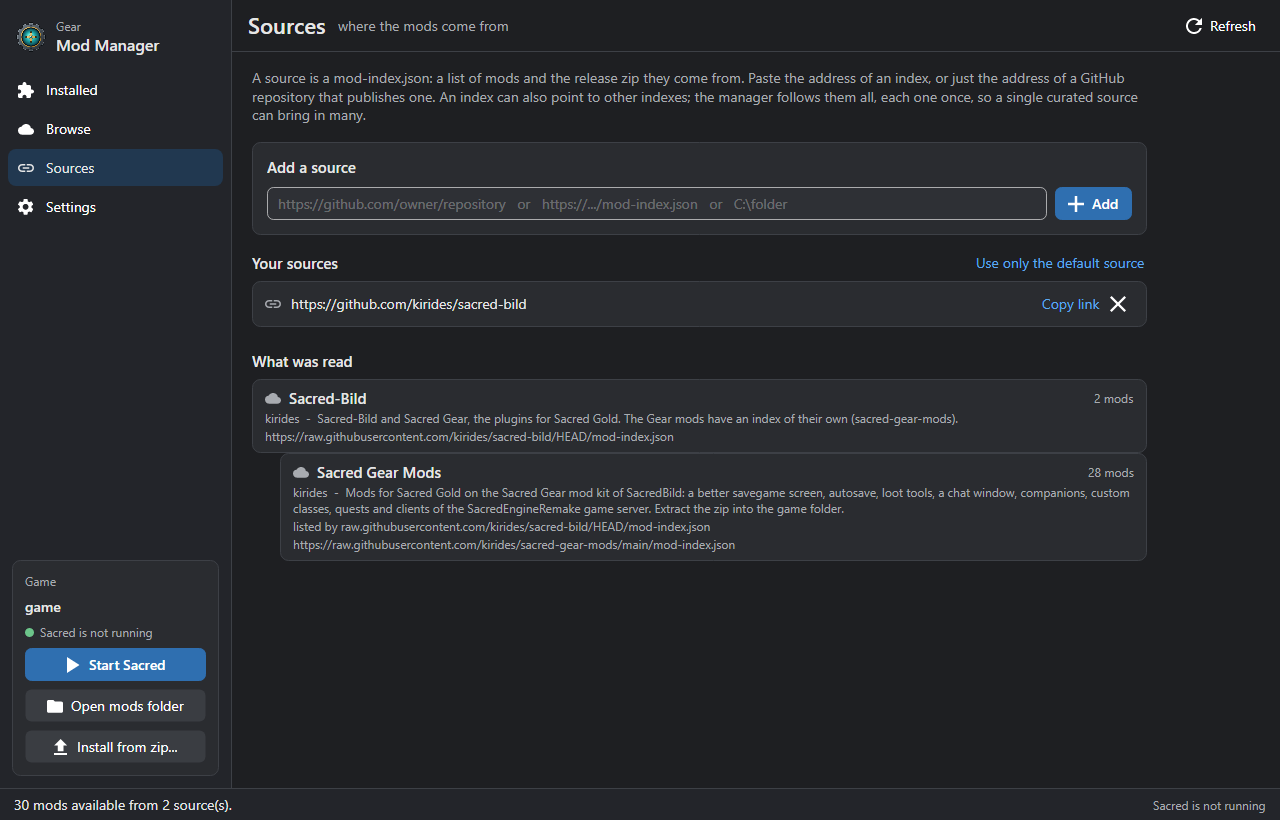 Gear
Mod Manager
Installed
Browse
Sources
Settings
Game
game
Sacred is not running
Start Sacred
Open mods folder
Install from zip...
Sources where the mods come from
Refresh
A source is a mod-index.json: a list of mods and the release zip they come from. Paste the address of an index, or just the address of a GitHub
repository that publishes one. An index can also point to other indexes; the manager follows them all, each one once, so a single curated source
can bring in many.
Add a source
https://github.com/owner/repository or https://.../mod-index.json or C:\folder
Add
Your sources
Use only the default source
https://github.com/kirides/sacred-bild
Copy link
What was read
Sacred-Bild
2 mods
kirides - Sacred-Bild and Sacred Gear, the plugins for Sacred Gold. The Gear mods have an index of their own (sacred-gear-mods).
https://raw.githubusercontent.com/kirides/sacred-bild/HEAD/mod-index.json
Sacred Gear Mods
28 mods
kirides - Mods for Sacred Gold on the Sacred Gear mod kit of SacredBild: a better savegame screen, autosave, loot tools, a chat window, companions, custom
classes, quests and clients of the SacredEngineRemake game server. Extract the zip into the game folder.
listed by raw.githubusercontent.com/kirides/sacred-bild/HEAD/mod-index.json
https://raw.githubusercontent.com/kirides/sacred-gear-mods/main/mod-index.json
30 mods available from 2 source(s).
Sacred is not running